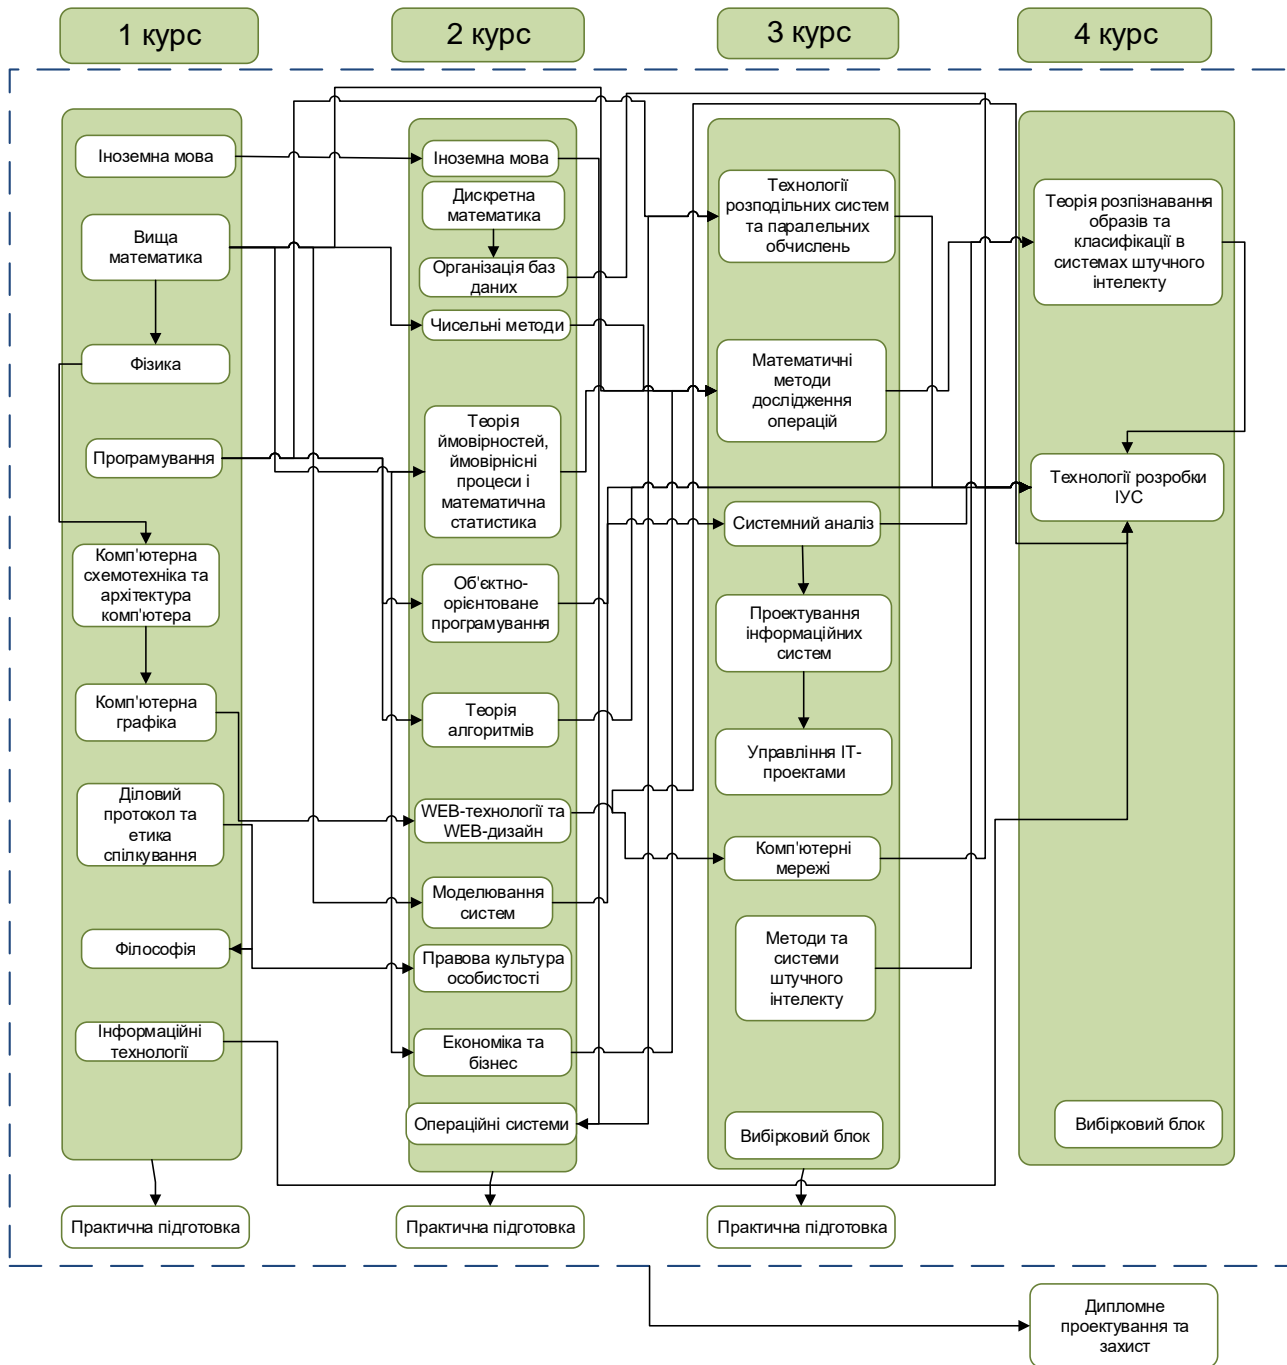 1 курс
2 курс
3 курс
4 курс
Іноземна мова
Вища
математика
Фізика
Програмування
Комп'ютерна
схемотехніка та
архітектура
комп'ютера
Комп'ютерна
графіка
Діловий
протокол та
етика
спілкування
Філософія
Інформаційні
технології
Практична підготовка
Іноземна мова
Дискретна
математика
Організація баз
даних
Чисельні методи
Теорія
ймовірностей,
ймовірнісні
процеси і
математична
статистика
Об'єктно-
орієнтоване
програмування
Теорія
алгоритмів
WEB-технології та
WEB-дизайн
Моделювання
систем
Правова культура
особистості
Економіка та
бізнес
Операційні системи
Практична підготовка
Технології
розподільних систем
та паралельних
обчислень
Математичні
методи
дослідження
операцій
Системний аналіз
Проектування
інформаційних
систем
Управління ІТ-
проектами
Комп'ютерні
мережі
Методи та
системи
штучного
інтелекту
Вибірковий блок
Практична підготовка
Теорія розпізнавання
образів та
класифікації в
системах штучного
інтелекту
Технології розробки
ІУС
Вибірковий блок
Дипломне
проектування та
захист